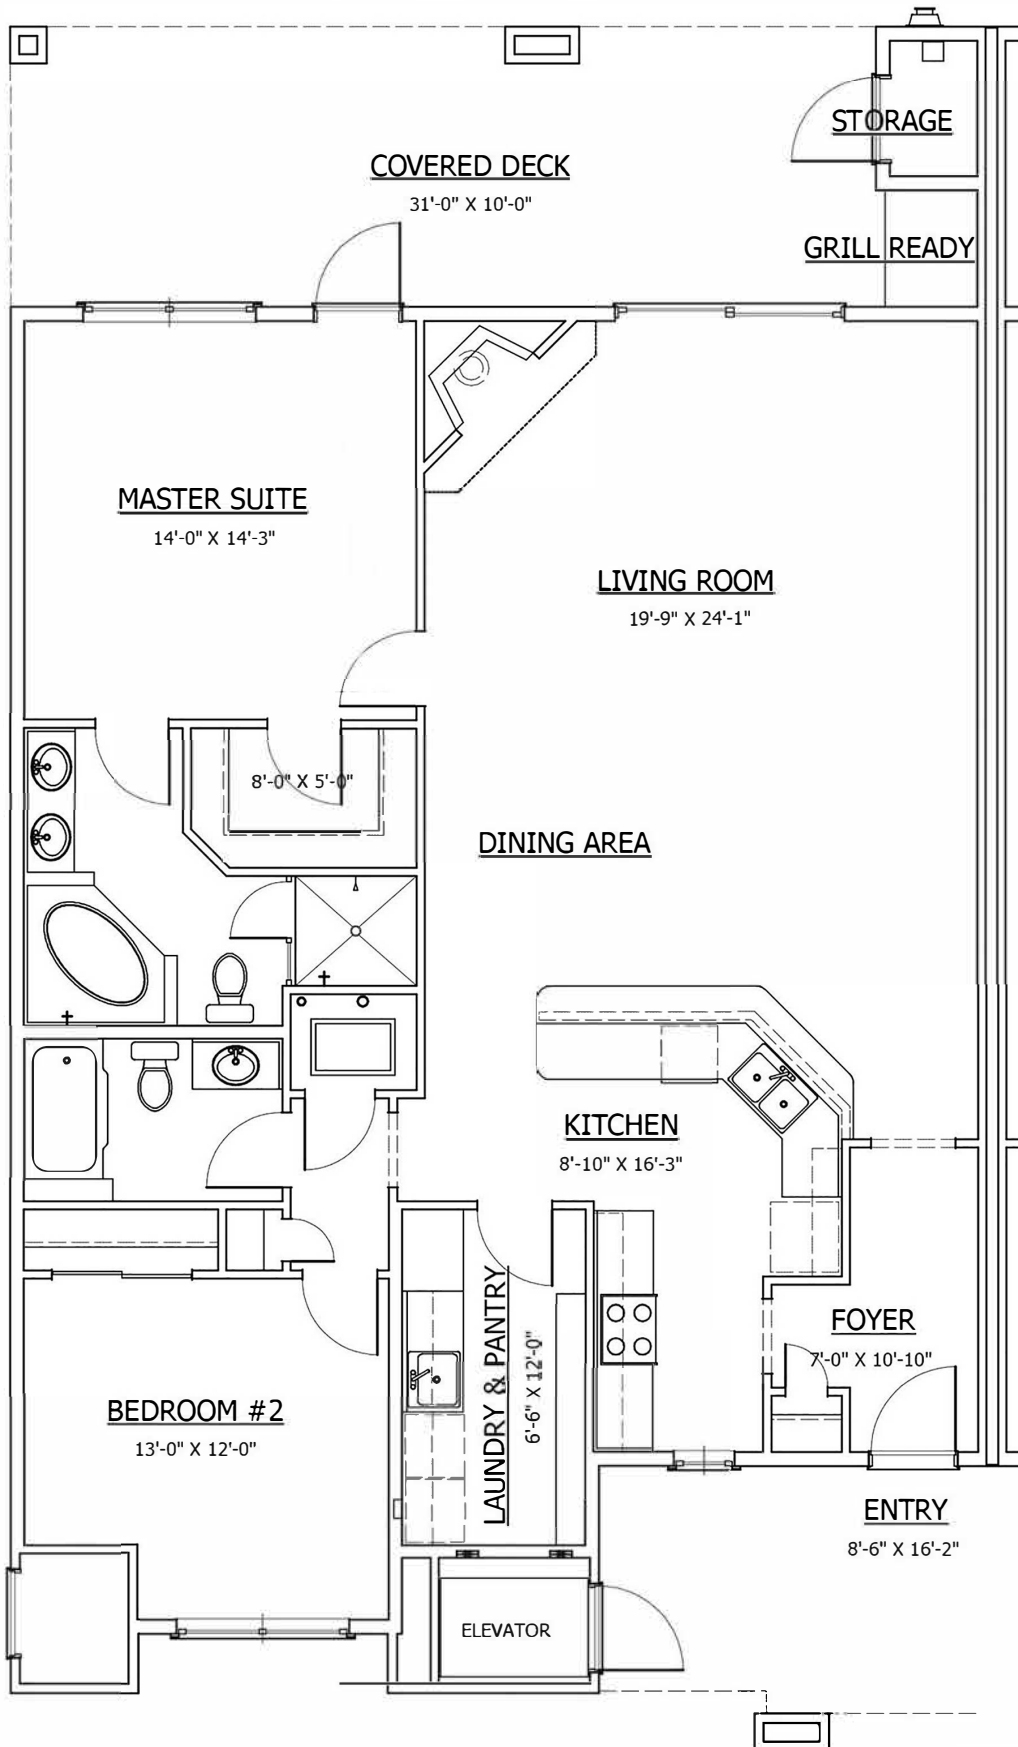 STORAGE
COVERED DECK
31'-0" X 10'-0"
GRILL READY
MASTER SUITE
14'-0" X 14'-3"
LIVING ROOM
19'-9" X 24'-1"
8'-0" X 5'-0"
DINING AREA
KITCHEN
8'-10" X 16'-3"
LAUNDRY & PANTRY
6'-6" X 12'-0"
FOYER
7'-0" X 10'-10"
BEDROOM #2
13'-0" X 12'-0"
ENTRY
8'-6" X 16'-2"
ELEVATOR